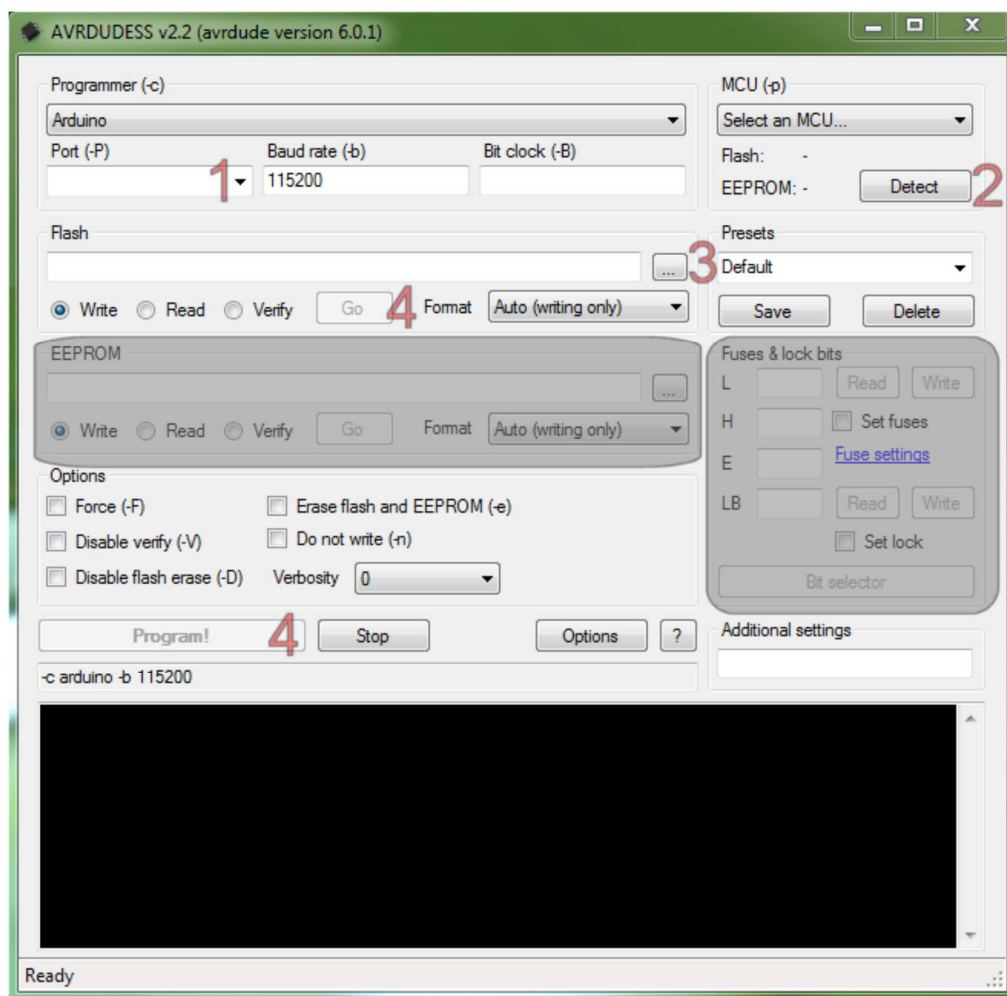 AVRDUDESS v2.2 (avrdude version 6.0.1)
Programmer (-c)
Arduino
Port (-P) Baud rate (-b) Bit clock (-B)
1 115200
MCU (-p)
Select an MCU...
Flash: -
EEPROM: - Detect 2
Flash
... 3
Write Read Verify Go 4 Format Auto (writing only)
Presets
Default
Save Delete
EEPROM
...
Write Read Verify Go Format Auto (writing only)
Fuses & lock bits
L Read Write
H Set fuses
E Fuse settings
LB Read Write
Set lock
Bit selector
Options
Force (-F) Erase flash and EEPROM (-e)
Disable verify (-V) Do not write (-n)
Disable flash erase (-D) Verbosity 0
Program! 4 Stop Options ?
Additional settings
-c arduino -b 115200
Ready